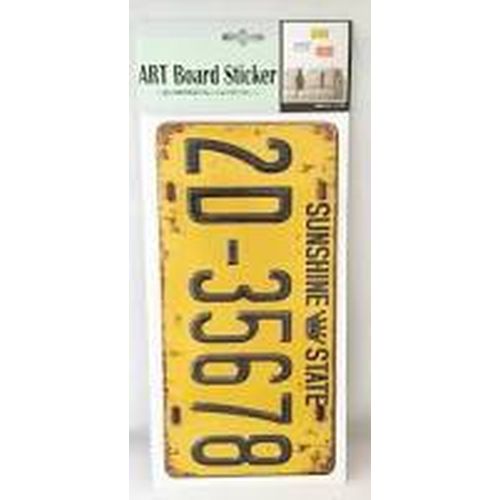 ART Board Sticker
2D-35678
SUNSHINE STATE